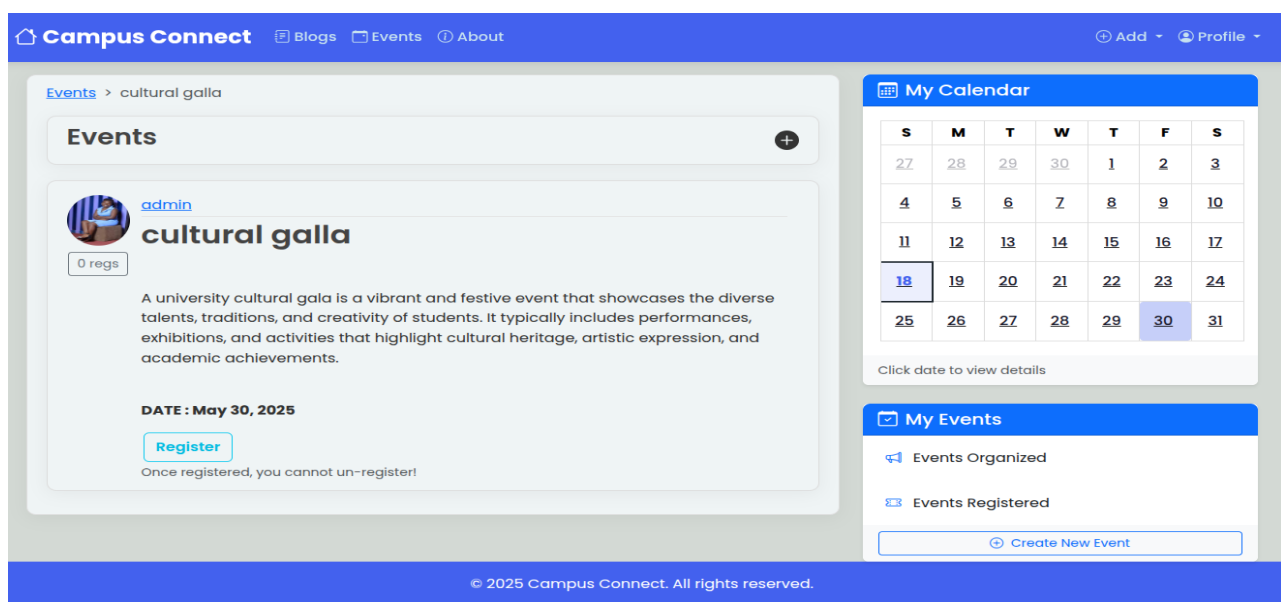 Campus Connect Blogs Events About Add Profile
Events > cultural galla
Events
admin
cultural galla
0 regs
A university cultural gala is a vibrant and festive event that showcases the diverse
talents, traditions, and creativity of students. It typically includes performances,
exhibitions, and activities that highlight cultural heritage, artistic expression, and
academic achievements.
DATE : May 30, 2025
Register
Once registered, you cannot un-register!
My Calendar
S M T W T F S
27 28 29 30 1 2 3
4 5 6 7 8 9 10
11 12 13 14 15 16 17
18 19 20 21 22 23 24
25 26 27 28 29 30 31
Click date to view details
My Events
Events Organized
Events Registered
Create New Event
© 2025 Campus Connect. All rights reserved.